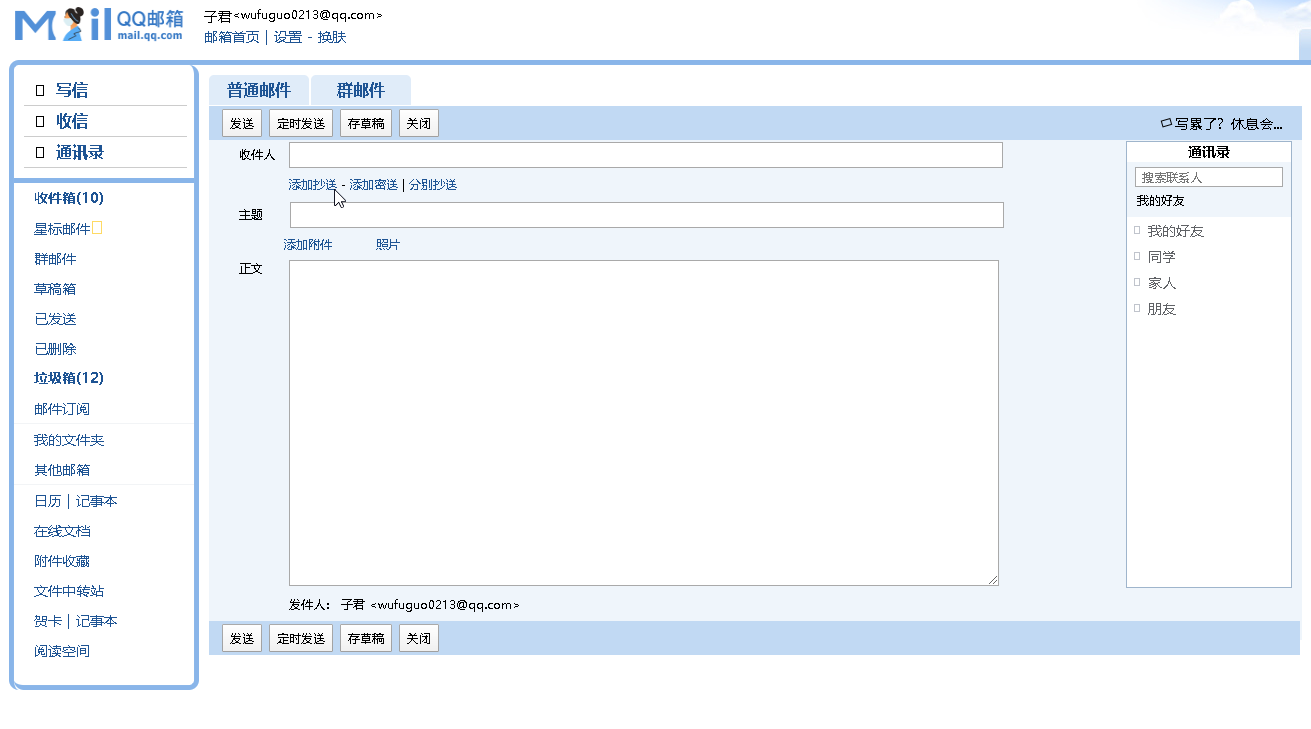 Mail QQ邮箱
mail.qq.com
子君<wufuguo0213@qq.com>
邮箱首页 | 设置 - 换肤
写信
收信
通讯录
收件箱(10)
星标邮件
群邮件
草稿箱
已发送
已删除
垃圾箱(12)
邮件订阅
我的文件夹
其他邮箱
日历 | 记事本
在线文档
附件收藏
文件中转站
贺卡 | 记事本
阅读空间
普通邮件 群邮件
发送 定时发送 存草稿 关闭
写累了？休息会...
收件人
添加抄送 - 添加密送 | 分别抄送
主题
添加附件 照片
正文
发件人： 子君 <wufuguo0213@qq.com>
发送 定时发送 存草稿 关闭
通讯录
搜索联系人
我的好友
我的好友
同学
家人
朋友